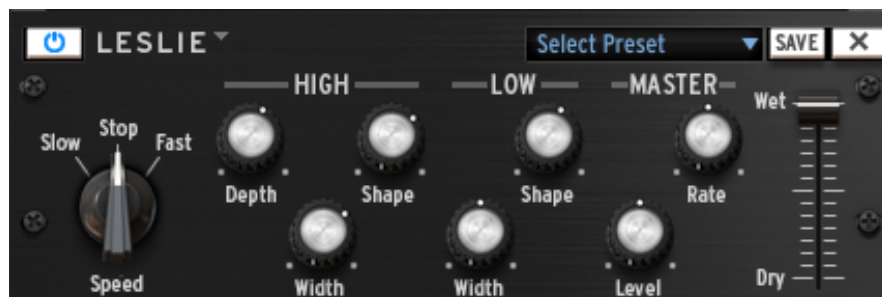 LESLIE
Select Preset
SAVE
HIGH
LOW
MASTER
Wet
Slow
Stop
Fast
Depth
Shape
Shape
Rate
Speed
Width
Width
Level
Dry